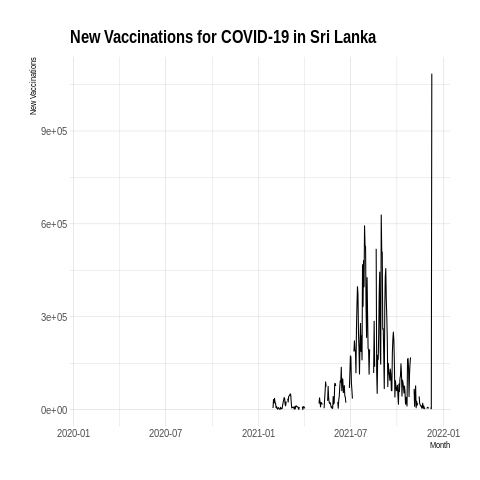 New Vaccinations for COVID-19 in Sri Lanka
New Vaccinations
9e+05
6e+05
3e+05
0e+00
2020-01 2020-07 2021-01 2021-07 2022-01
Month